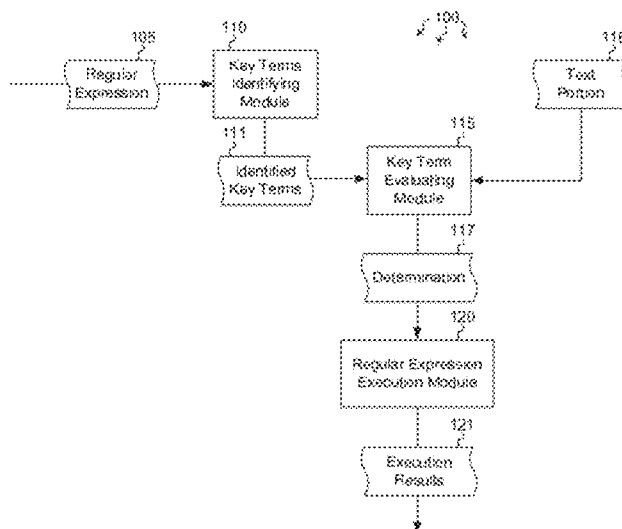 105
Regular
Expression
110
Key Terms
Identifying
Module
100
116
Text
Portion
111
Identified
Key Terms
115
Key Term
Evaluating
Module
117
Determination
120
Regular Expression
Execution Module
121
Execution
Results